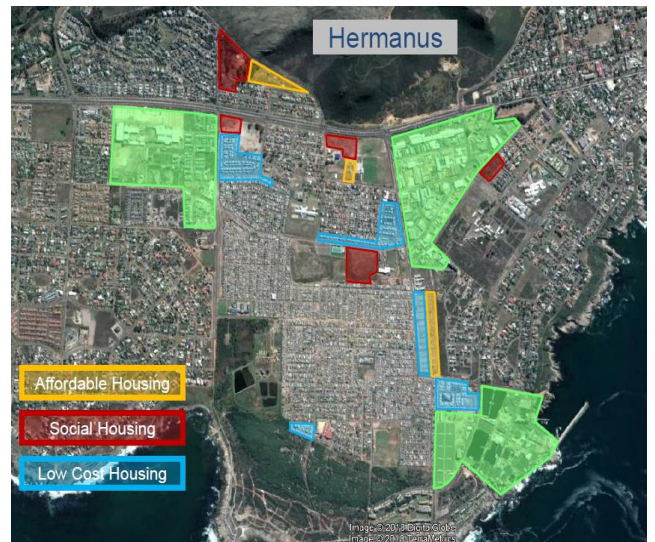 Hermanus
Affordable Housing
Social Housing
Low Cost Housing
Image © 2018 DigitalGlobe
Image © 2018 TerraMetrics